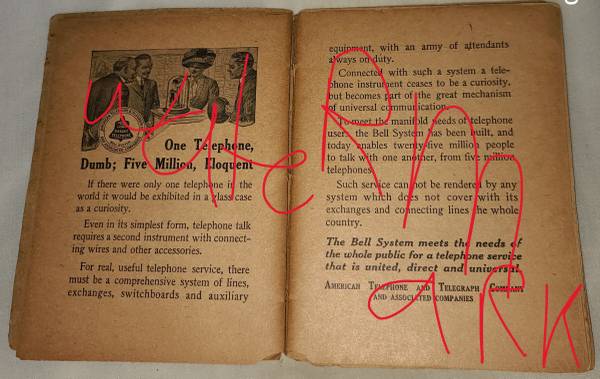 One Telephone,
Dumb; Five Million, Eloquent
If there were only one telephone in the
world it would be exhibited in a glass case
as a curiosity.
Even in its simplest form, telephone talk
requires a second instrument with connect-
ing wires and other accessories.
For real, useful telephone service, there
must be a comprehensive system of lines,
exchanges, switchboards and auxiliary
equipment, with an army of attendants
always on duty.
Connected with such a system a tele-
phone instrument ceases to be a curiosity,
but becomes part of the great mechanism
of universal communication.
To meet the manifold needs of telephone
users the Bell System has been built, and
today enables twenty-five million people
to talk with one another, from five million
telephones.
Such service cannot be rendered by any
system which does not cover with its
exchanges and connecting lines the whole
country.
The Bell System meets the needs of
the whole public for a telephone service
that is united, direct and universal.
AMERICAN TELEPHONE AND TELEGRAPH COMPANY
AND ASSOCIATED COMPANIES
wateRm
aRK